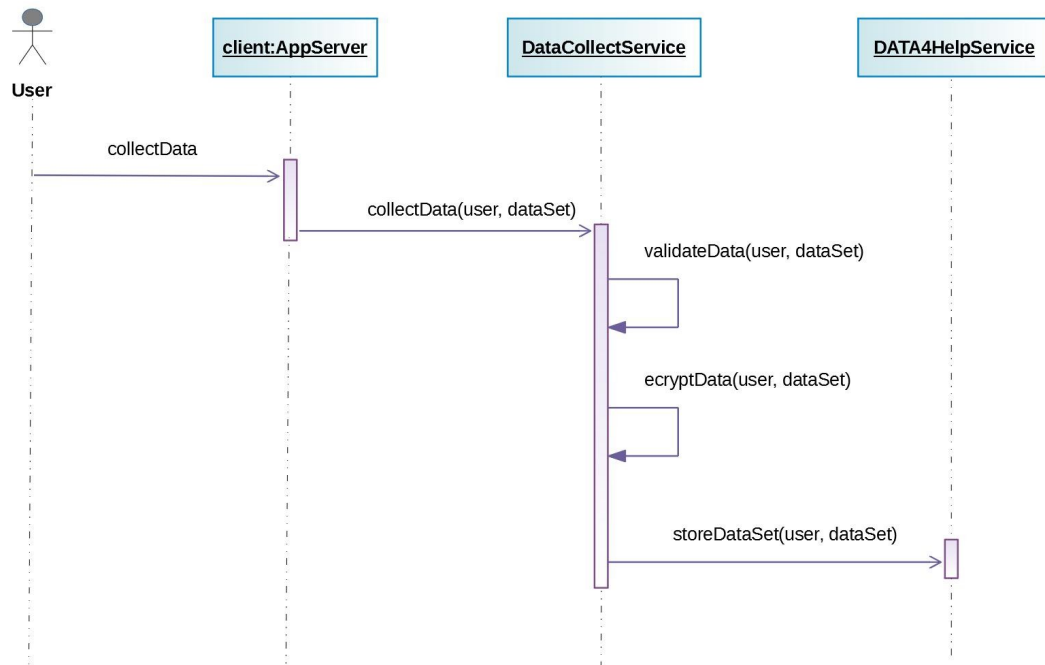 client:AppServer
DataCollectService
DATA4HelpService
User
collectData
collectData(user, dataSet)
validateData(user, dataSet)
ecryptData(user, dataSet)
storeDataSet(user, dataSet)